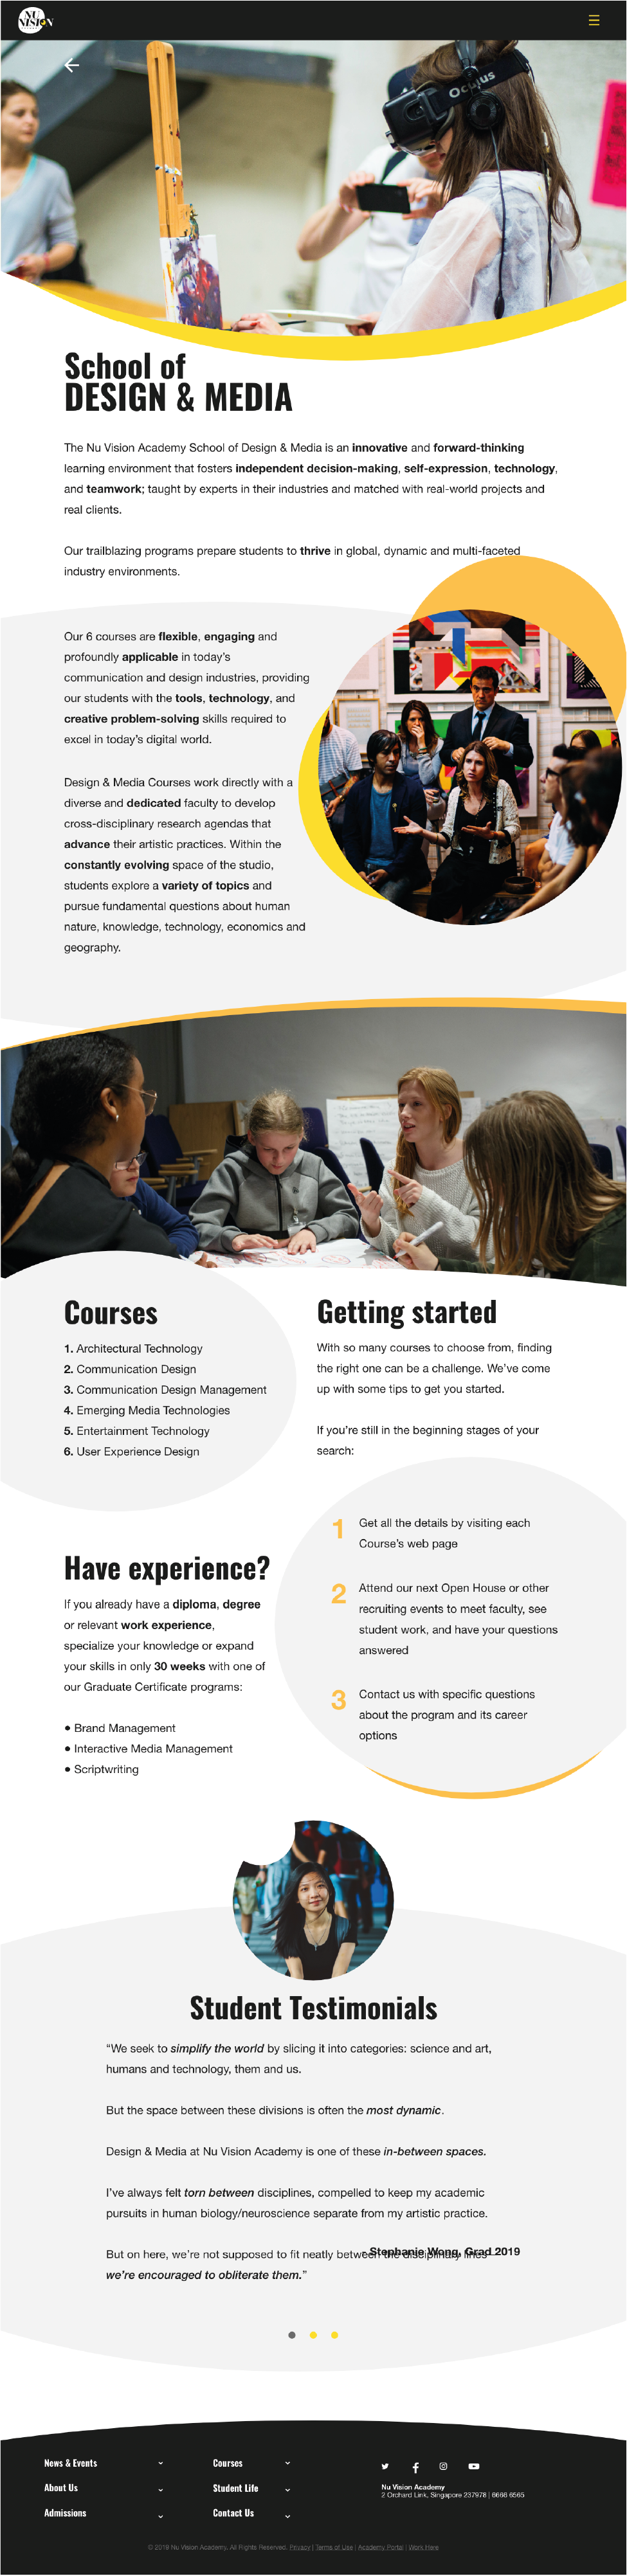 NU
VISION
Oculus
School of
DESIGN & MEDIA
The Nu Vision Academy School of Design & Media is an innovative and forward-thinking
learning environment that fosters independent decision-making, self-expression, technology,
and teamwork; taught by experts in their industries and matched with real-world projects and
real clients.
Our trailblazing programs prepare students to thrive in global, dynamic and multi-faceted
industry environments.
Our 6 courses are flexible, engaging and
profoundly applicable in today's
communication and design industries, providing
our students with the tools, technology, and
creative problem-solving skills required to
excel in today's digital world.
Design & Media Courses work directly with a
diverse and dedicated faculty to develop
cross-disciplinary research agendas that
advance their artistic practices. Within the
constantly evolving space of the studio,
students explore a variety of topics and
pursue fundamental questions about human
nature, knowledge, technology, economics and
geography.
Courses
1. Architectural Technology
2. Communication Design
3. Communication Design Management
4. Emerging Media Technologies
5. Entertainment Technology
6. User Experience Design
Getting started
With so many courses to choose from, finding
the right one can be a challenge. We've come
up with some tips to get you started.
If you're still in the beginning stages of your
search:
1 Get all the details by visiting each
Course's web page
2 Attend our next Open House or other
recruiting events to meet faculty, see
student work, and have your questions
answered
3 Contact us with specific questions
about the program and its career
options
Have experience?
If you already have a diploma, degree
or relevant work experience,
specialize your knowledge or expand
your skills in only 30 weeks with one of
our Graduate Certificate programs:
• Brand Management
• Interactive Media Management
• Scriptwriting
Student Testimonials
“We seek to simplify the world by slicing it into categories: science and art,
humans and technology, them and us.
But the space between these divisions is often the most dynamic.
Design & Media at Nu Vision Academy is one of these in-between spaces.
I've always felt torn between disciplines, compelled to keep my academic
pursuits in human biology/neuroscience separate from my artistic practice.
But on here, we're not supposed to fit neatly between the disciplinary lines—
- Stephanie Wong, Grad 2019
we're encouraged to obliterate them.”
News & Events
About Us
Admissions
Courses
Student Life
Contact Us
Nu Vision Academy
2 Orchard Link, Singapore 237978 | 6666 6565
© 2019 Nu Vision Academy, All Rights Reserved. Privacy | Terms of Use | Academy Portal | Work Here